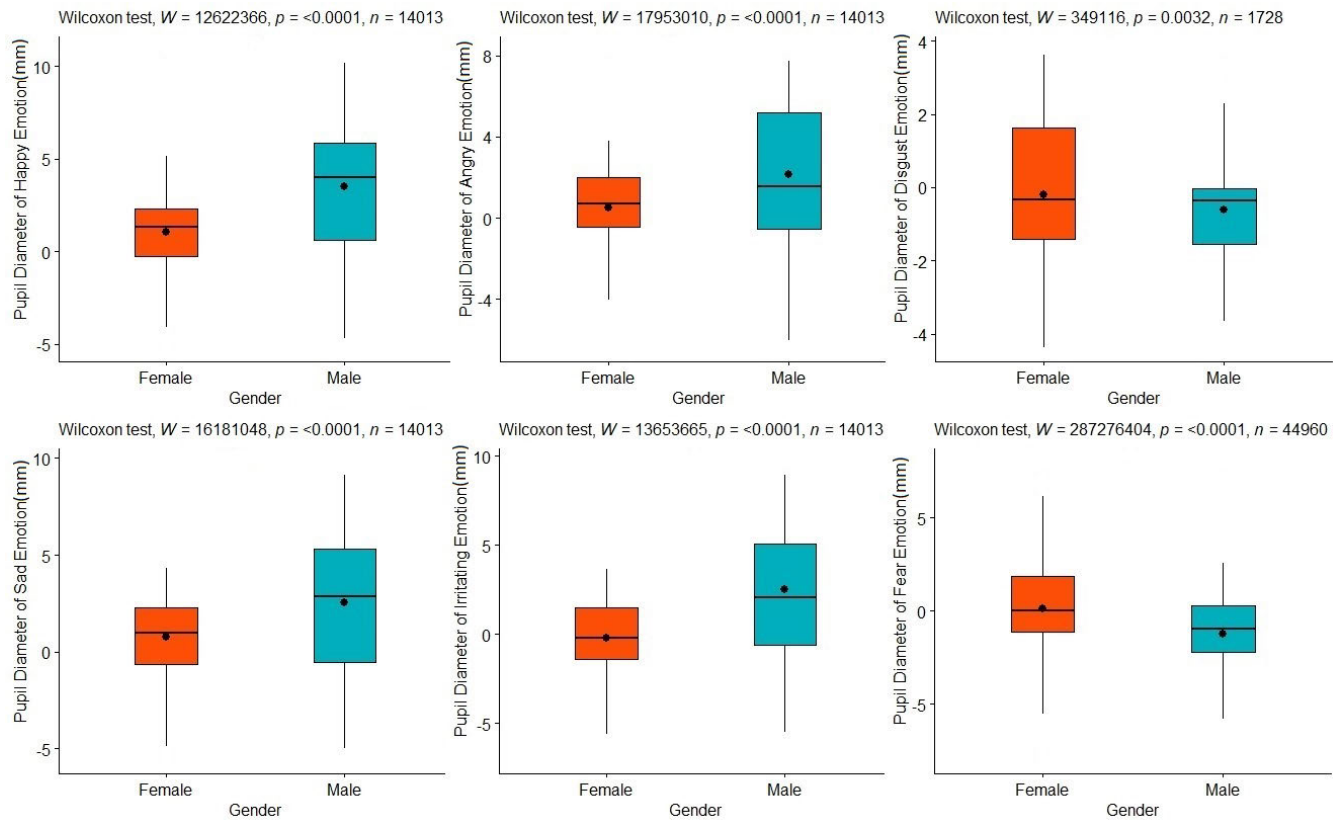 Wilcoxon test, W = 12622366, p = <0.0001, n = 14013
Pupil Diameter of Happy Emotion(mm)
10
5
0
-5
Female Male
Gender
Wilcoxon test, W = 17953010, p = <0.0001, n = 14013
Pupil Diameter of Angry Emotion(mm)
8
4
0
-4
Female Male
Gender
Wilcoxon test, W = 349116, p = 0.0032, n = 1728
Pupil Diameter of Disgust Emotion(mm)
4
2
0
-2
-4
Female Male
Gender
Wilcoxon test, W = 16181048, p = <0.0001, n = 14013
Pupil Diameter of Sad Emotion(mm)
10
5
0
-5
Female Male
Gender
Wilcoxon test, W = 13653665, p = <0.0001, n = 14013
Pupil Diameter of Irritating Emotion(mm)
10
5
0
-5
Female Male
Gender
Wilcoxon test, W = 287276404, p = <0.0001, n = 44960
Pupil Diameter of Fear Emotion(mm)
5
0
-5
Female Male
Gender